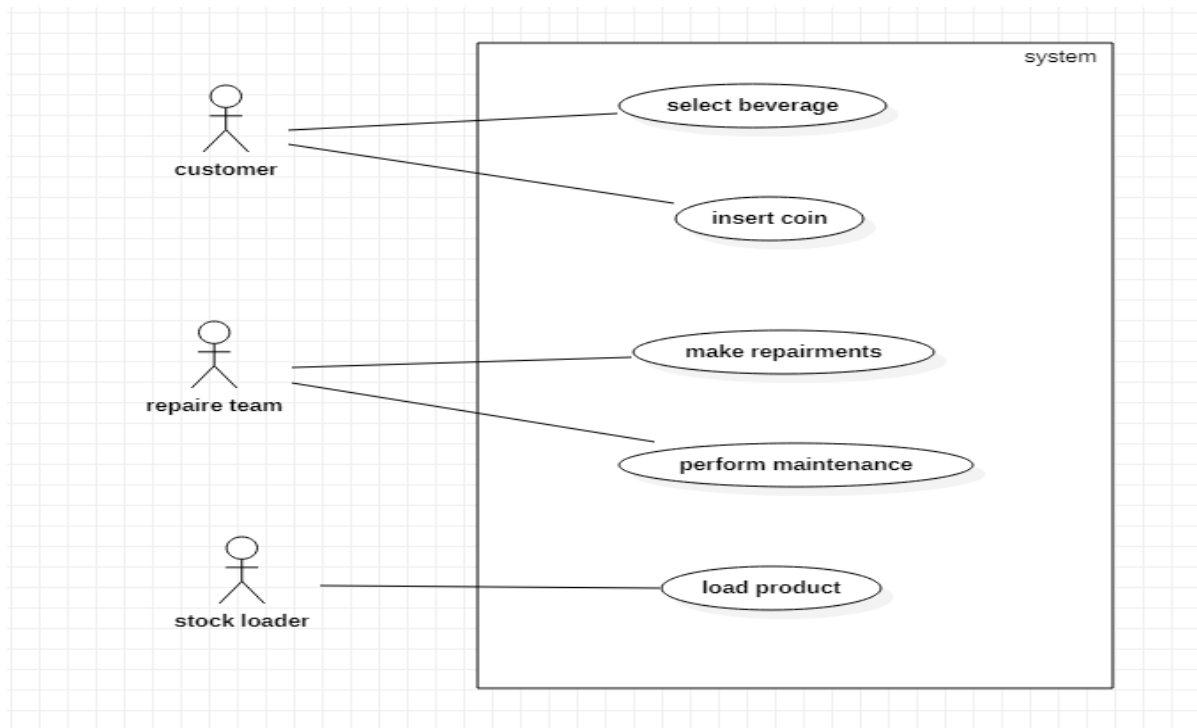 system
customer
select beverage
insert coin
repaire team
make repairments
perform maintenance
stock loader
load product